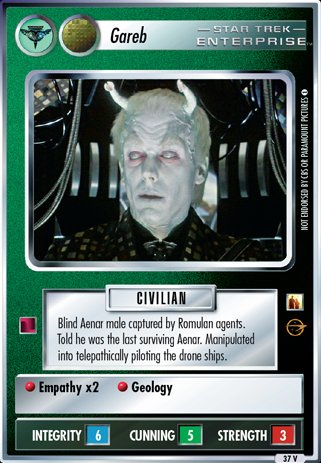 Gareb
STAR TREK
ENTERPRISE
NOT ENDORSED BY CBS OR PARAMOUNT PICTURES
CIVILIAN
Blind Aenar male captured by Romulan agents.
Told he was the last surviving Aenar. Manipulated
into telepathically piloting the drone ships.
Empathy x2 Geology
INTEGRITY 6 CUNNING 5 STRENGTH 3
37 V